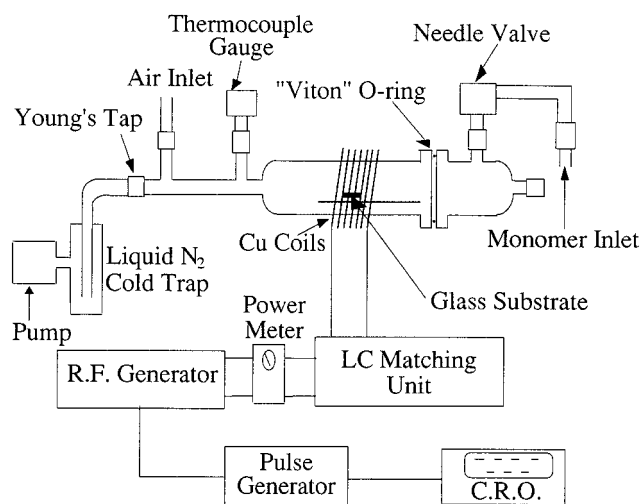 Thermocouple
Gauge
Needle Valve
Air Inlet
"Viton" O-ring
Young's Tap
Cu Coils
Monomer Inlet
Liquid N₂
Cold Trap
Glass Substrate
Pump
Power
Meter
R.F. Generator
LC Matching
Unit
Pulse
Generator
C.R.O.